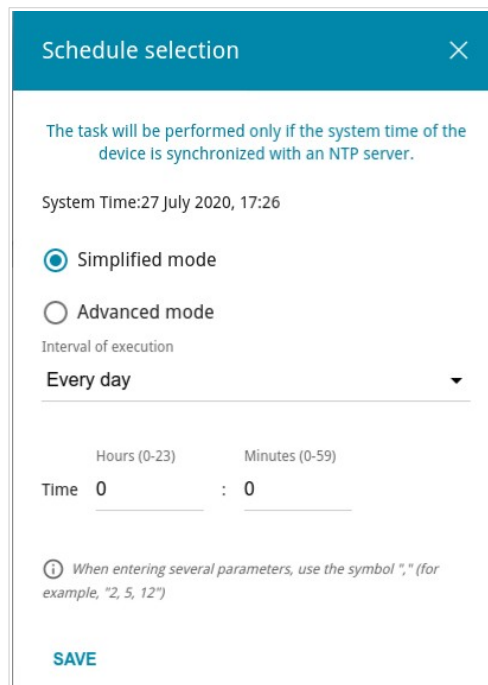 Schedule selection
The task will be performed only if the system time of the
device is synchronized with an NTP server.
System Time:27 July 2020, 17:26
Simplified mode
Advanced mode
Interval of execution
Every day
Hours (0-23) Minutes (0-59)
Time 0 : 0
When entering several parameters, use the symbol "," (for
example, "2, 5, 12")
SAVE